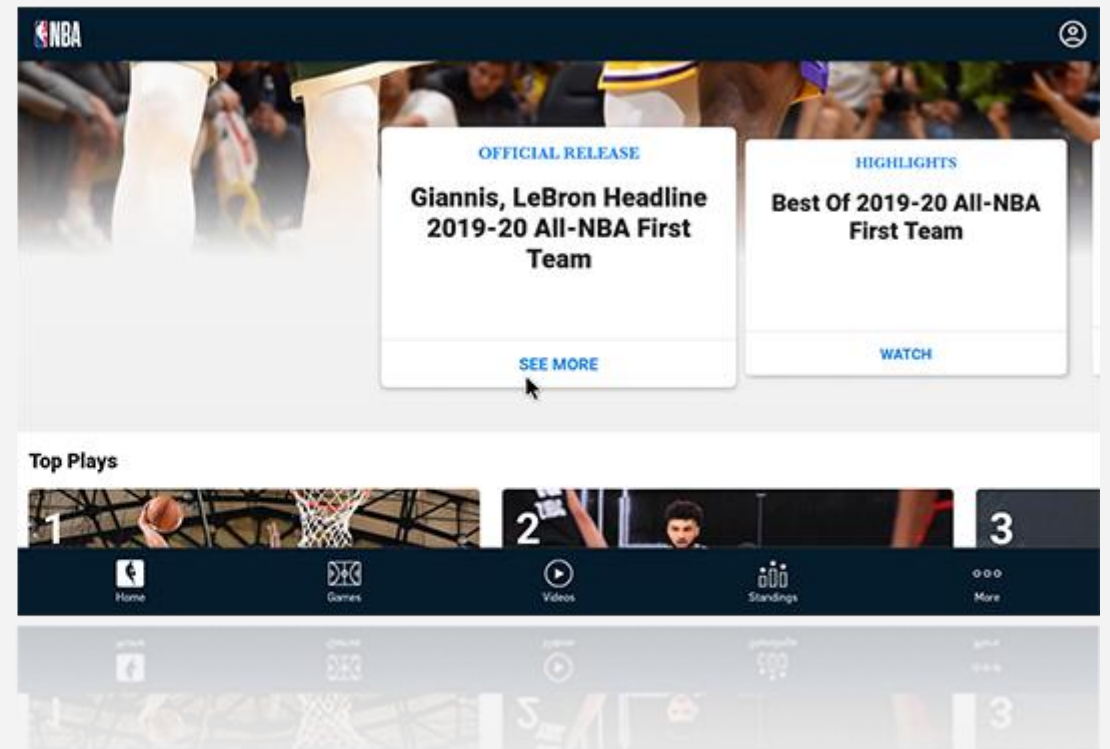 NBA
OFFICIAL RELEASE
Giannis, LeBron Headline
2019-20 All-NBA First
Team
SEE MORE
HIGHLIGHTS
Best Of 2019-20 All-NBA
First Team
WATCH
Top Plays
1
2
3
Home
Games
Videos
Standings
More